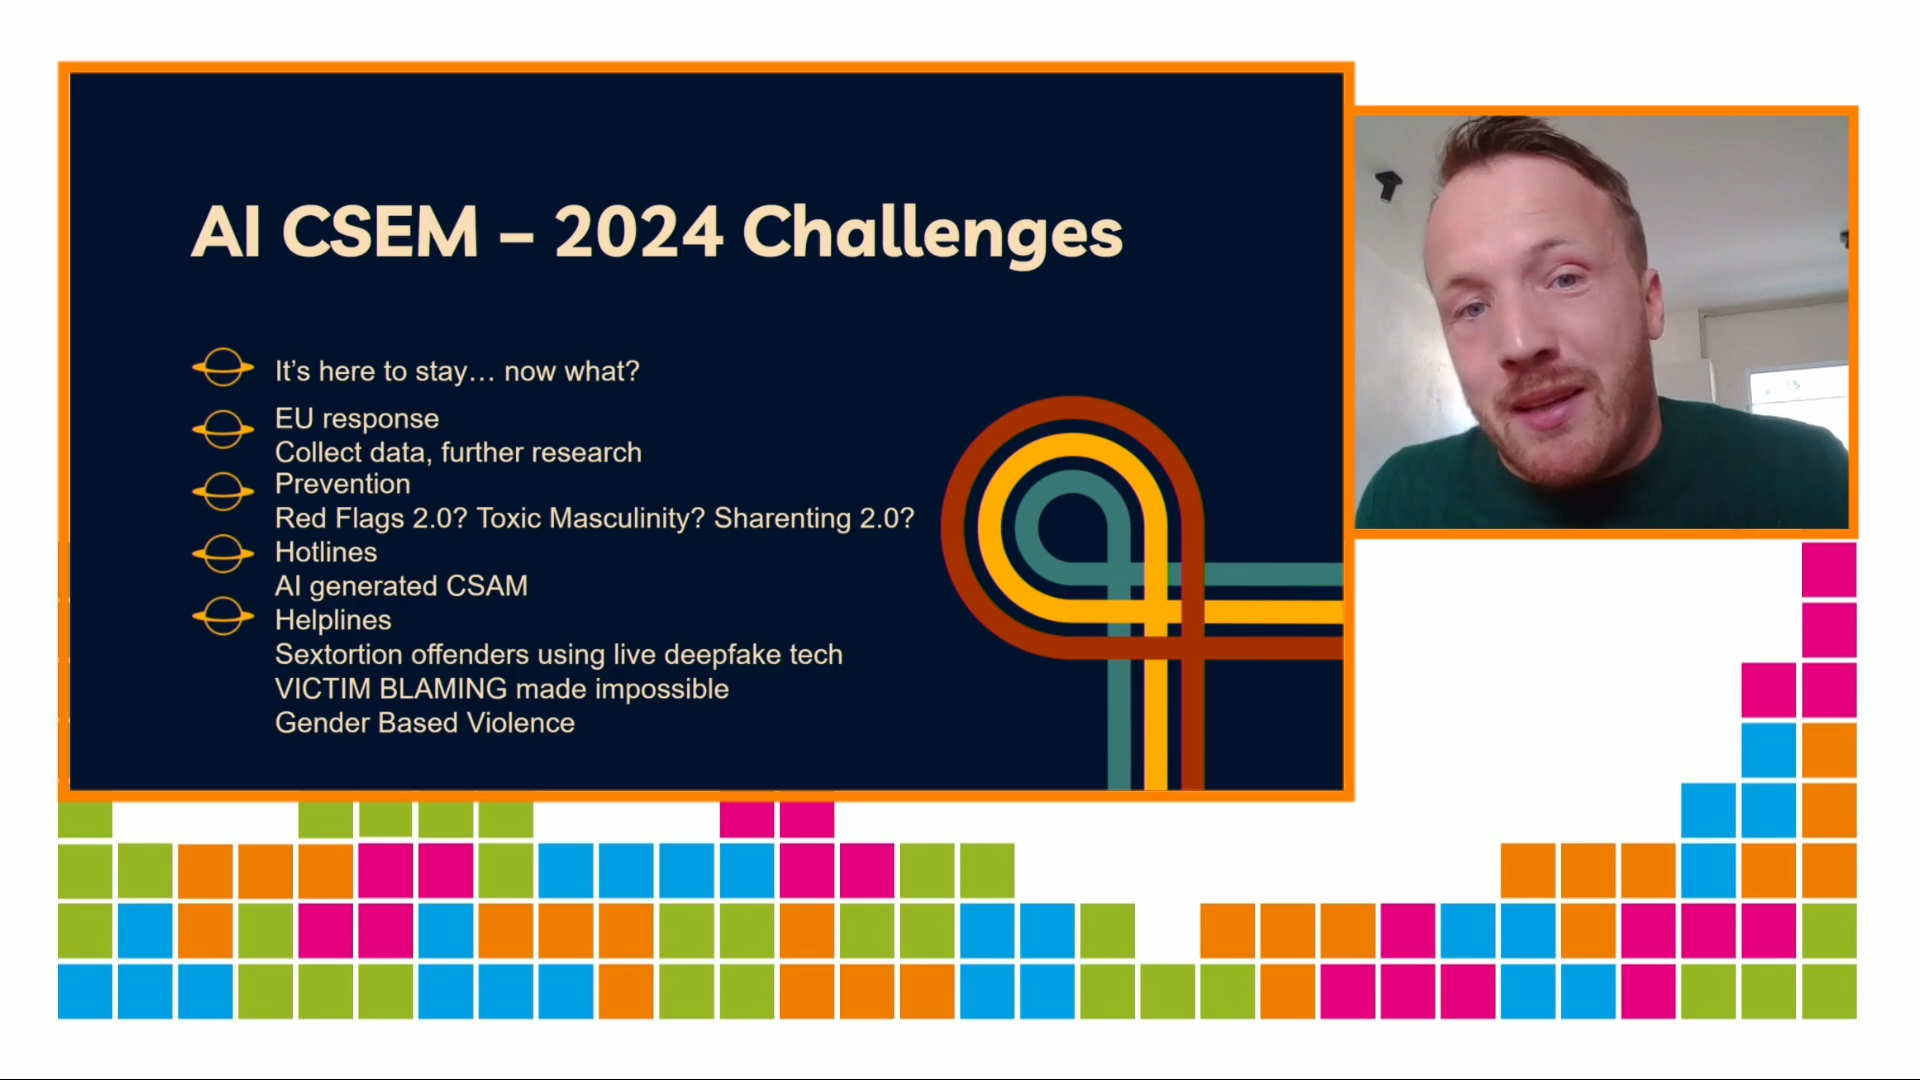 AI CSEM – 2024 Challenges
It’s here to stay… now what?
EU response
Collect data, further research
Prevention
Red Flags 2.0? Toxic Masculinity? Sharenting 2.0?
Hotlines
AI generated CSAM
Helplines
Sextortion offenders using live deepfake tech
VICTIM BLAMING made impossible
Gender Based Violence